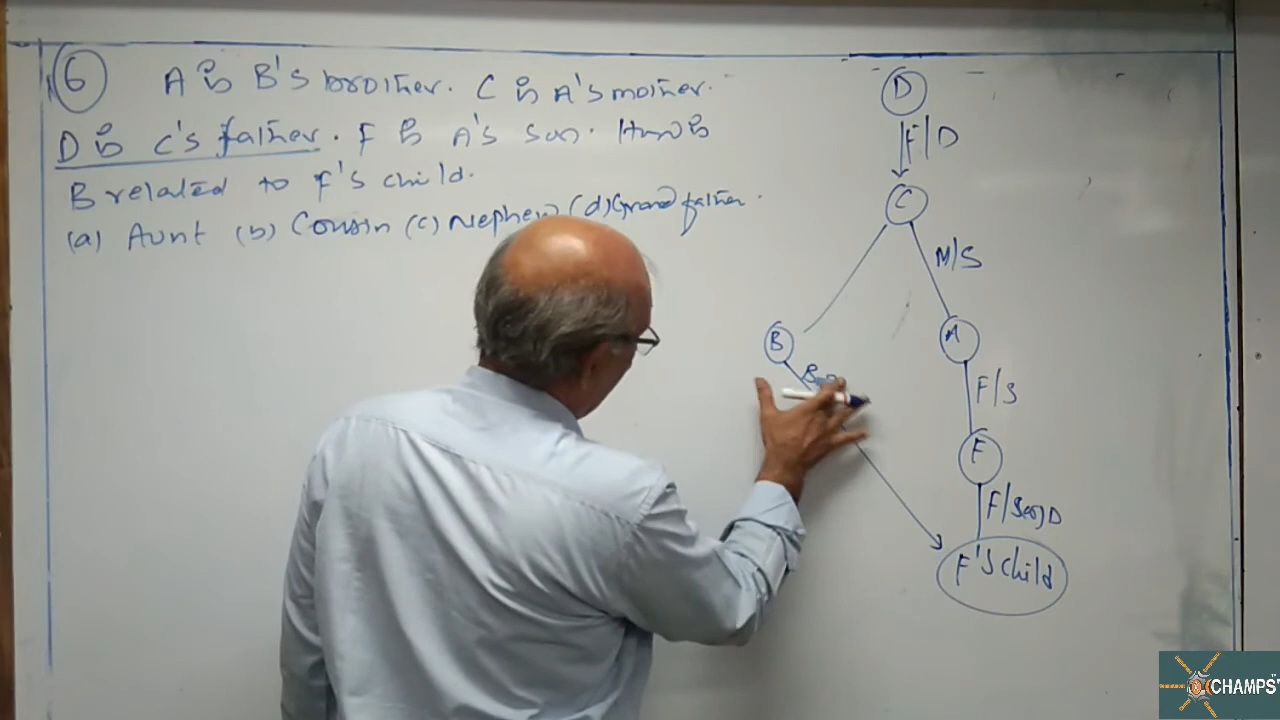 6 A is B's brother. C is A's mother.
D is C's father. F is A's son. How is
B related to F's child.
(a) Aunt (b) Cousin (c) Nephew (d) Grand father.
D
F/D
C
M/S
B
A
F/S
F
F/Son/D
F'S child
CHAMPS